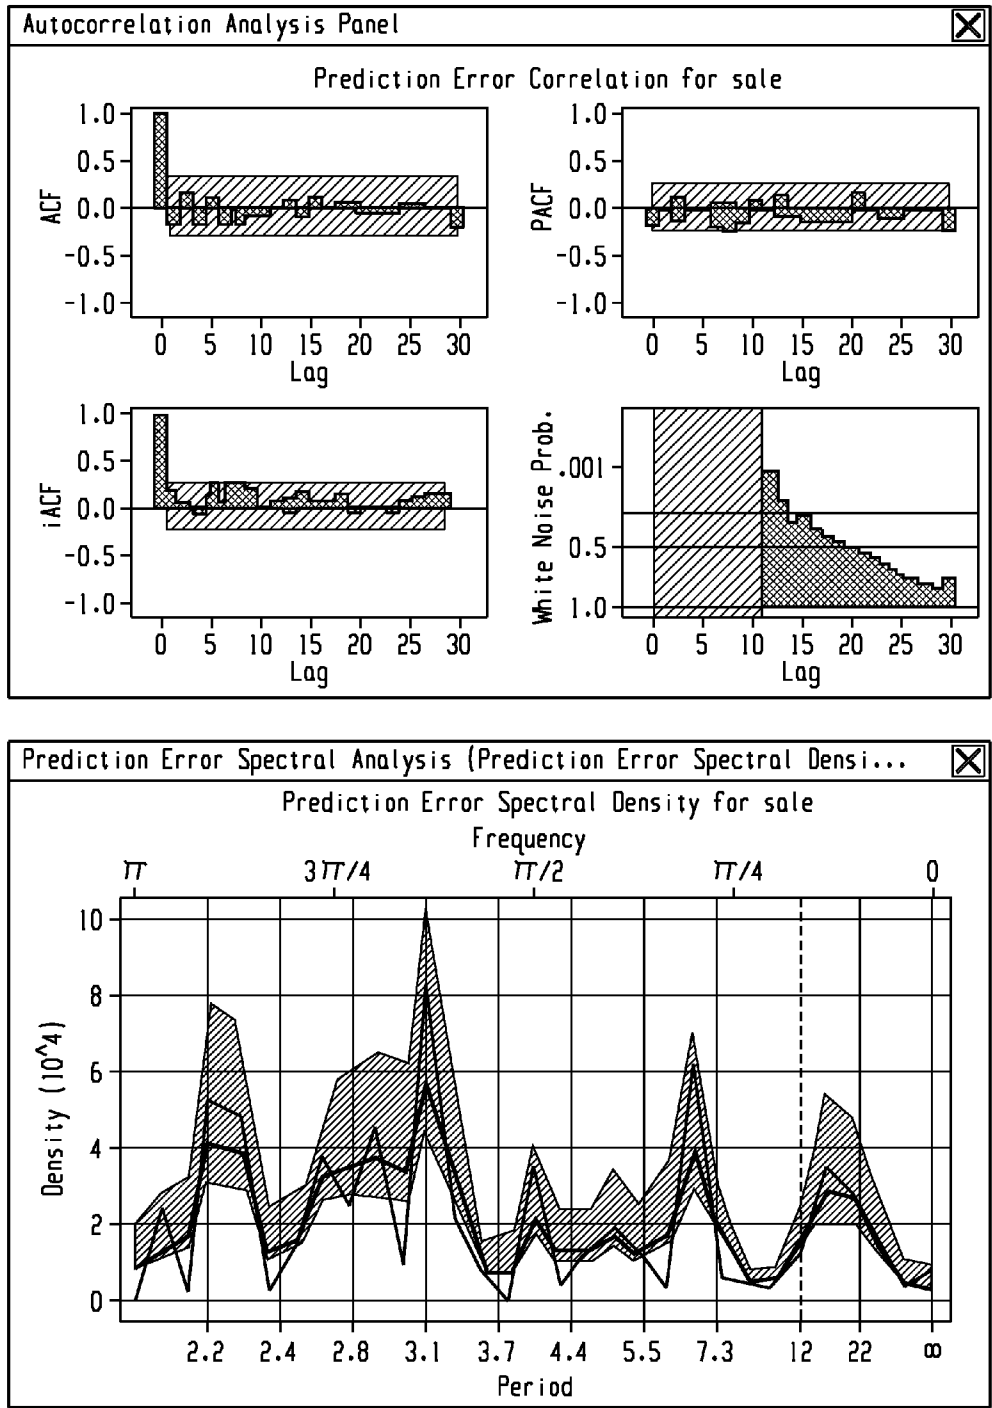 Autocorrelation Analysis Panel
Prediction Error Correlation for sale
ACF
1.0
0.5
0.0
-0.5
-1.0
0 5 10 15 20 25 30
Lag
PACF
1.0
0.5
0.0
-0.5
-1.0
0 5 10 15 20 25 30
Lag
iACF
1.0
0.5
0.0
-0.5
-1.0
0 5 10 15 20 25 30
Lag
White Noise Prob.
.001
0.5
1.0
0 5 10 15 20 25 30
Lag
Prediction Error Spectral Analysis (Prediction Error Spectral Densi...
Prediction Error Spectral Density for sale
Frequency
π 3π/4 π/2 π/4 0
Density (10^4)
10
8
6
4
2
0
2.2 2.4 2.8 3.1 3.7 4.4 5.5 7.3 12 22 ∞
Period